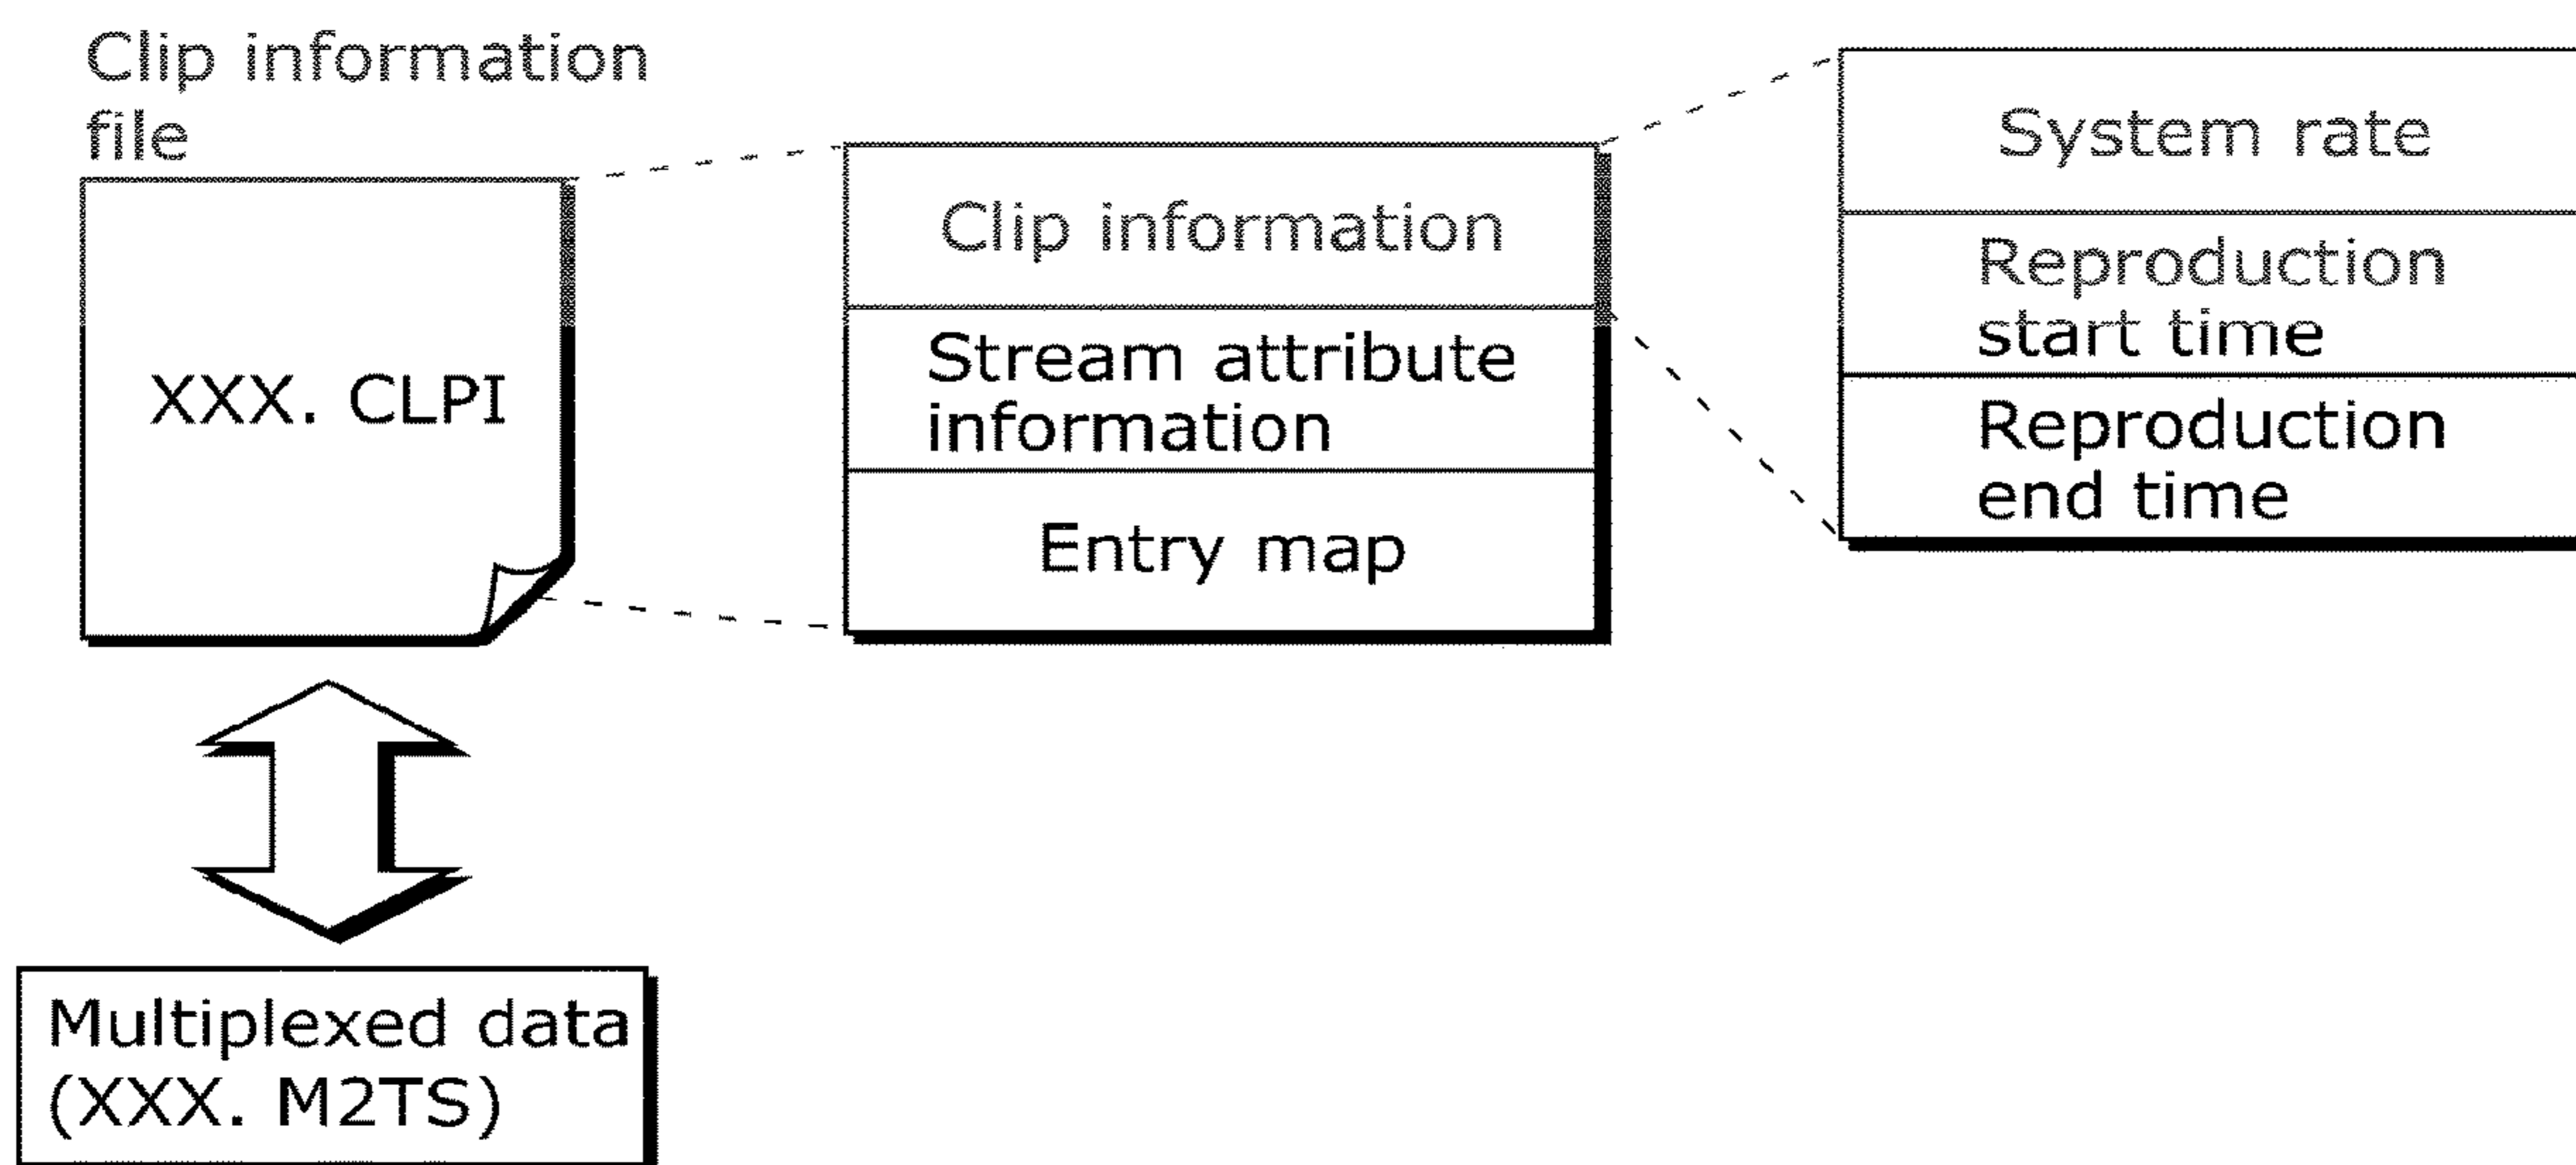 Clip information
file
XXX. CLPI
Clip information
Stream attribute
information
Entry map
System rate
Reproduction
start time
Reproduction
end time
Multiplexed data
(XXX. M2TS)